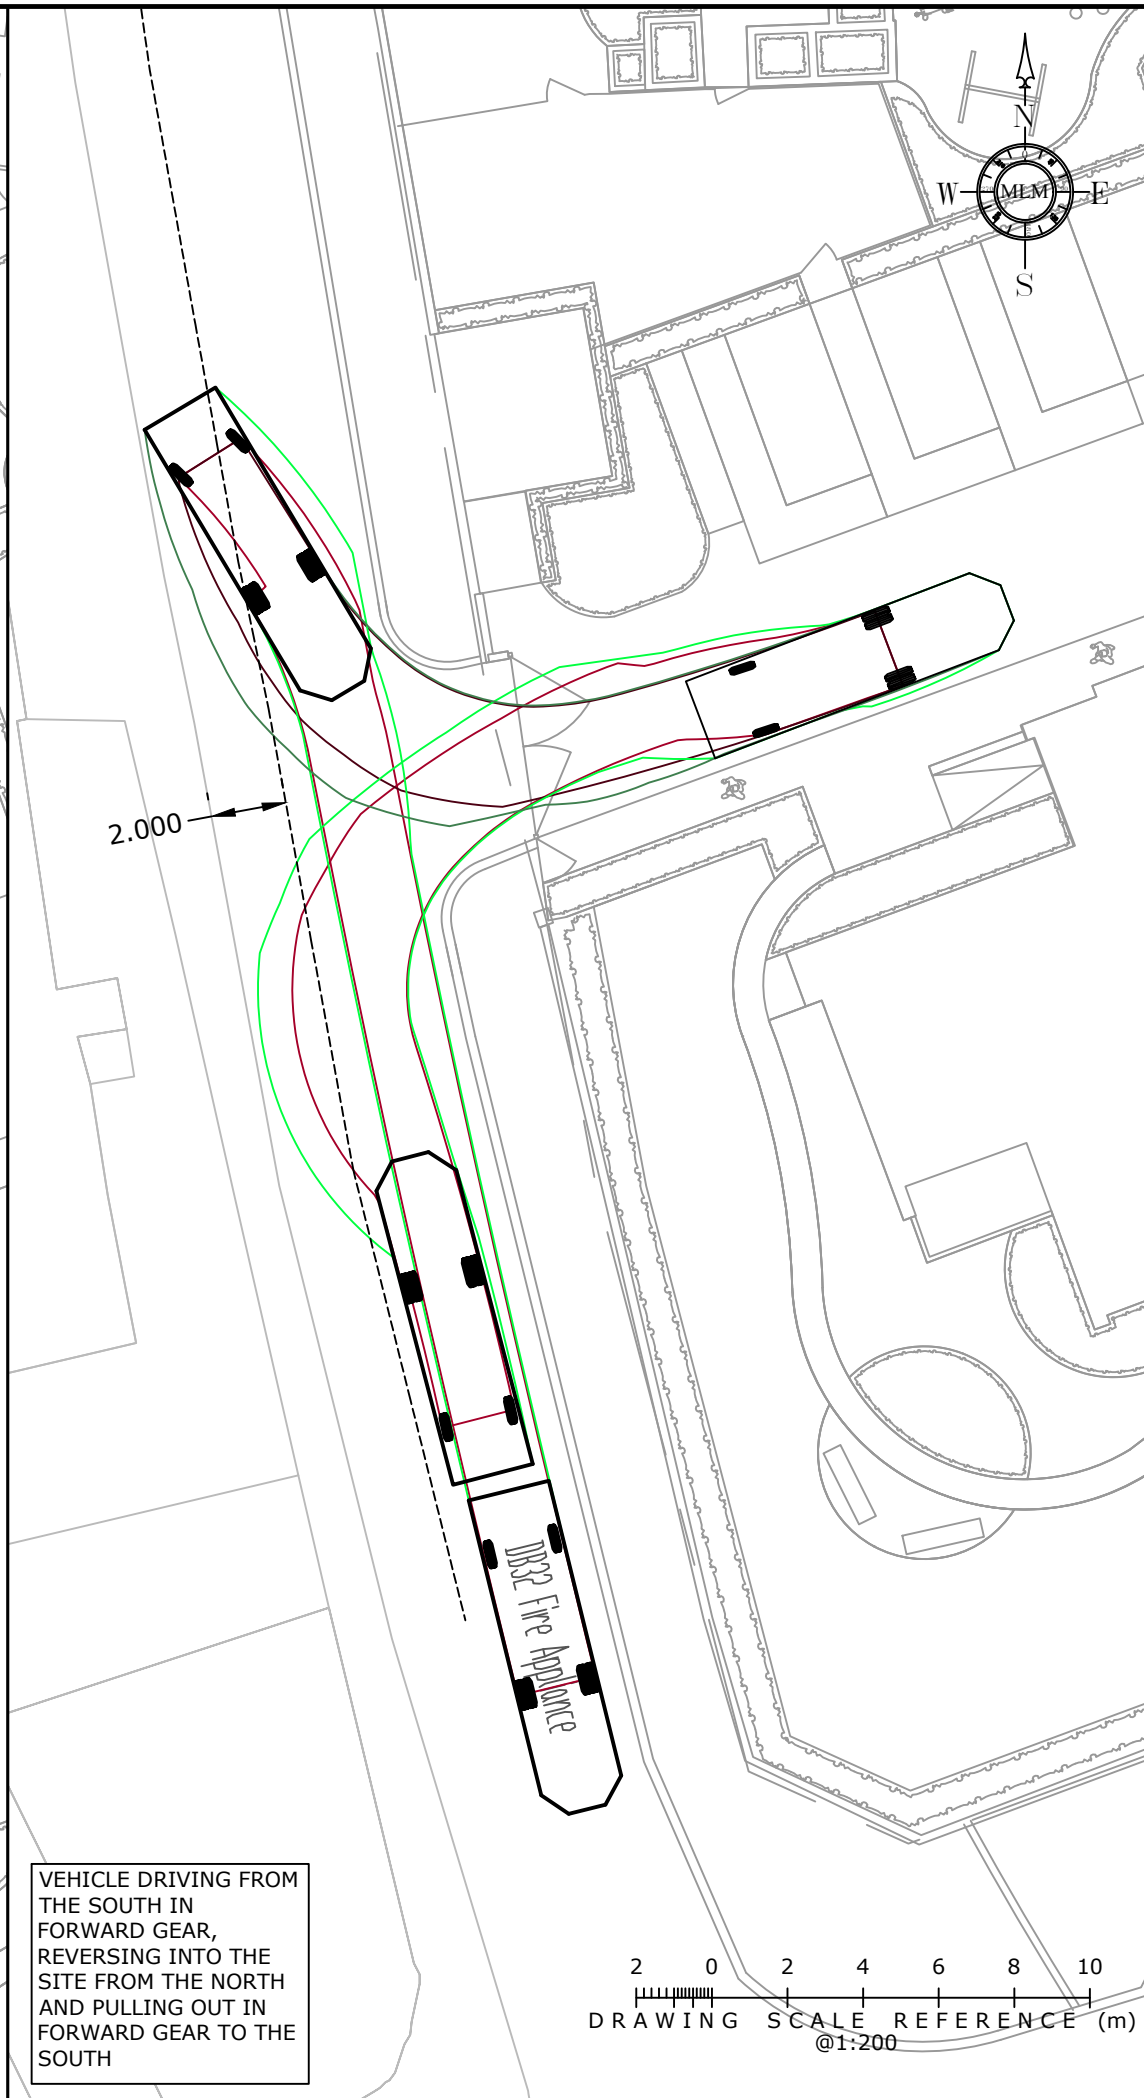 N
W MLM E
S
2.000
DB32 Fire Appliance
VEHICLE DRIVING FROM
THE SOUTH IN
FORWARD GEAR,
REVERSING INTO THE
SITE FROM THE NORTH
AND PULLING OUT IN
FORWARD GEAR TO THE
SOUTH
2 0 2 4 6 8 10
DRAWING SCALE REFERENCE (m)
@1:200